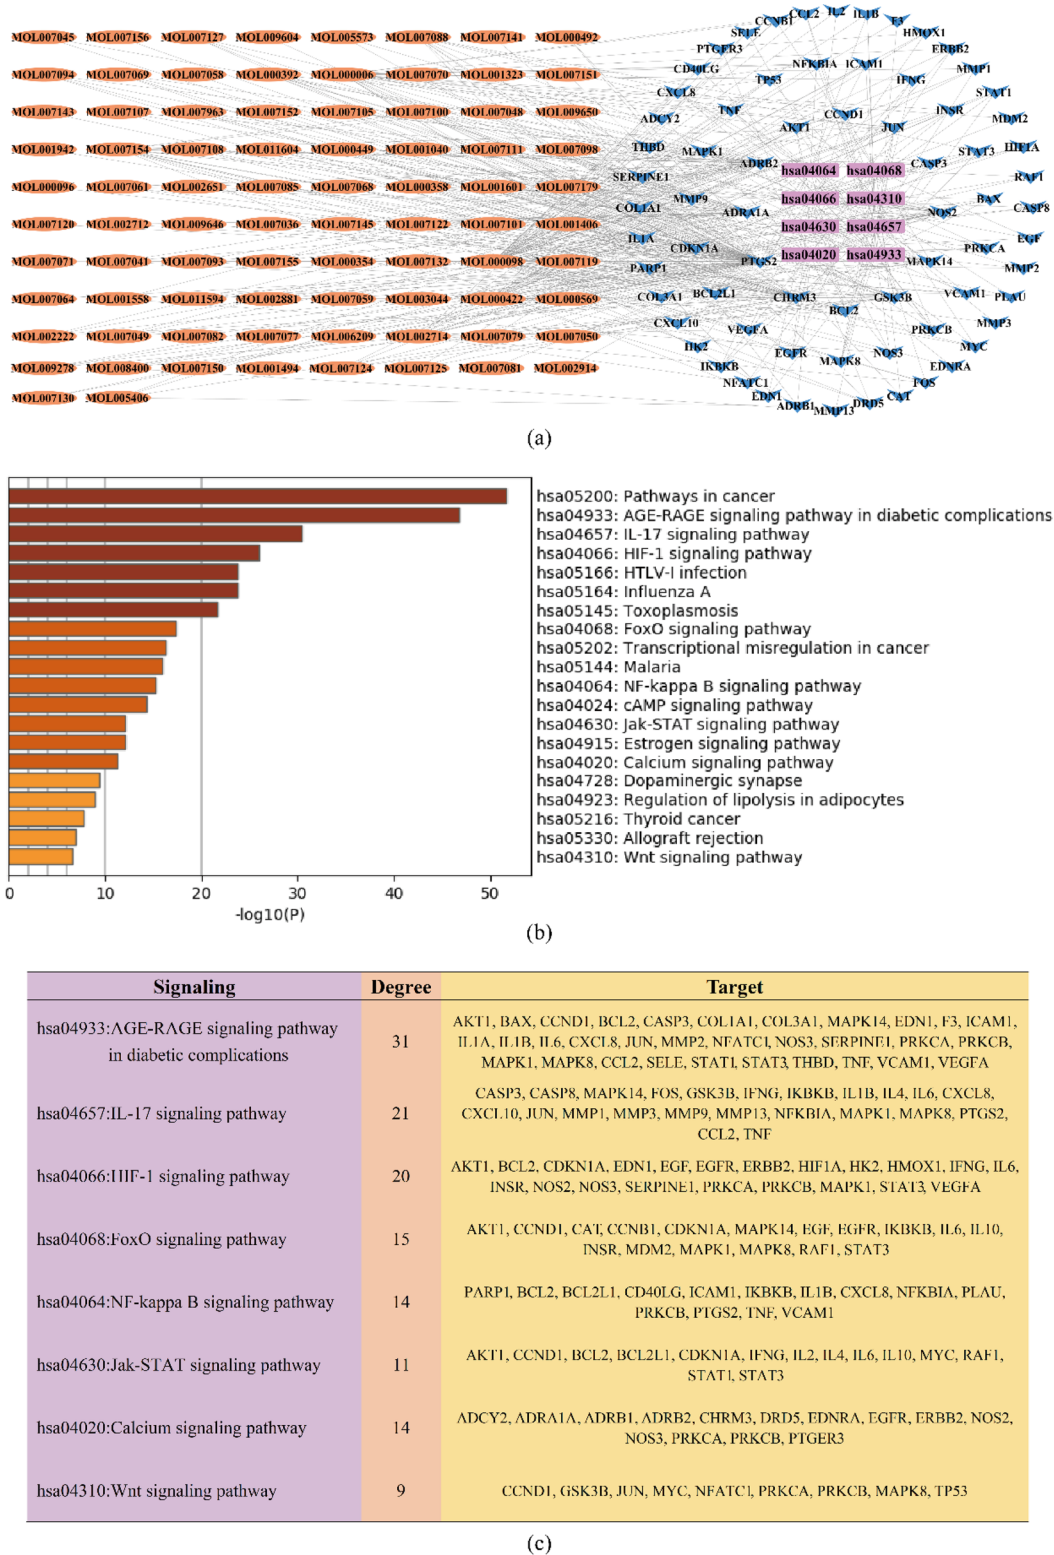 MOL007045 MOL007156 MOL007127 MOL009604 MOL005573 MOL007088 MOL007141 MOL000492
MOL007094 MOL007069 MOL007058 MOL000392 MOL000006 MOL007070 MOL001323 MOL007151
MOL007143 MOL007107 MOL007963 MOL007152 MOL007105 MOL007100 MOL007048 MOL009650
MOL001942 MOL007154 MOL007108 MOL011604 MOL000449 MOL001040 MOL007111 MOL007098
MOL000096 MOL007061 MOL002651 MOL007085 MOL007068 MOL000358 MOL001601 MOL007179
MOL007120 MOL002712 MOL009646 MOL007036 MOL007145 MOL007122 MOL007101 MOL001406
MOL007071 MOL007041 MOL007093 MOL007155 MOL000354 MOL007132 MOL000098 MOL007119
MOL007064 MOL001558 MOL011594 MOL002881 MOL007059 MOL003044 MOL000422 MOL000569
MOL002222 MOL007049 MOL007082 MOL007077 MOL006209 MOL002714 MOL007079 MOL007050
MOL009278 MOL008400 MOL007150 MOL001494 MOL007124 MOL007125 MOL007081 MOL002914
MOL007130 MOL005406
CCNB1 CCL2 IL2 IL1B F3
SELE HMOX1
PTGER3 ERBB2
CD40LG NFKBIA ICAM1 MMP1
TP53 IFNG
CXCL8 STAT1
ADCY2 TNF CCND1 INSR MDM2
AKT1 JUN
THBD MAPK1 STAT3 HIF1A
ADRB2 CASP3
SERPINE1 hsa04064 hsa04068 RAF1
MMP9 hsa04066 hsa04310 BAX
COL1A1 ADRA1A NOS2 CASP8
hsa04630 hsa04657
IL1A CDKN1A PRKCA EGF
PARP1 PTGS2 hsa04020 hsa04933 MAPK14 MMP2
COL3A1 BCL2L1 CHRM3 GSK3B VCAM1 PLAU
BCL2
CXCL10 VEGFA PRKCB MMP3
HK2 EGFR NOS3 MYC
IKBKB MAPK8 EDNRA
NFATC1 FOS
EDN1 ADRB1 MMP13 DRD5 CAT
(a)
hsa05200: Pathways in cancer
hsa04933: AGE-RAGE signaling pathway in diabetic complications
hsa04657: IL-17 signaling pathway
hsa04066: HIF-1 signaling pathway
hsa05166: HTLV-I infection
hsa05164: Influenza A
hsa05145: Toxoplasmosis
hsa04068: FoxO signaling pathway
hsa05202: Transcriptional misregulation in cancer
hsa05144: Malaria
hsa04064: NF-kappa B signaling pathway
hsa04024: cAMP signaling pathway
hsa04630: Jak-STAT signaling pathway
hsa04915: Estrogen signaling pathway
hsa04020: Calcium signaling pathway
hsa04728: Dopaminergic synapse
hsa04923: Regulation of lipolysis in adipocytes
hsa05216: Thyroid cancer
hsa05330: Allograft rejection
hsa04310: Wnt signaling pathway
0 10 20 30 40 50
-log10(P)
(b)
Signaling Degree Target
hsa04933:AGE-RAGE signaling pathway
in diabetic complications
31
AKT1, BAX, CCND1, BCL2, CASP3, COL1A1, COL3A1, MAPK14, EDN1, F3, ICAM1,
IL1A, IL1B, IL6, CXCL8, JUN, MMP2, NFATC1, NOS3, SERPINE1, PRKCA, PRKCB,
MAPK1, MAPK8, CCL2, SELE, STAT1, STAT3, THBD, TNF, VCAM1, VEGFA
hsa04657:IL-17 signaling pathway
21
CASP3, CASP8, MAPK14, FOS, GSK3B, IFNG, IKBKB, IL1B, IL4, IL6, CXCL8,
CXCL10, JUN, MMP1, MMP3, MMP9, MMP13, NFKBIA, MAPK1, MAPK8, PTGS2,
CCL2, TNF
hsa04066:HIF-1 signaling pathway
20
AKT1, BCL2, CDKN1A, EDN1, EGF, EGFR, ERBB2, HIF1A, HK2, HMOX1, IFNG, IL6,
INSR, NOS2, NOS3, SERPINE1, PRKCA, PRKCB, MAPK1, STAT3, VEGFA
hsa04068:FoxO signaling pathway
15
AKT1, CCND1, CAT, CCNB1, CDKN1A, MAPK14, EGF, EGFR, IKBKB, IL6, IL10,
INSR, MDM2, MAPK1, MAPK8, RAF1, STAT3
hsa04064:NF-kappa B signaling pathway
14
PARP1, BCL2, BCL2L1, CD40LG, ICAM1, IKBKB, IL1B, CXCL8, NFKBIA, PLAU,
PRKCB, PTGS2, TNF, VCAM1
hsa04630:Jak-STAT signaling pathway
11
AKT1, CCND1, BCL2, BCL2L1, CDKN1A, IFNG, IL2, IL4, IL6, IL10, MYC, RAF1,
STAT1, STAT3
hsa04020:Calcium signaling pathway
14
ADCY2, ADRA1A, ADRB1, ADRB2, CHRM3, DRD5, EDNRA, EGFR, ERBB2, NOS2,
NOS3, PRKCA, PRKCB, PTGER3
hsa04310:Wnt signaling pathway
9
CCND1, GSK3B, JUN, MYC, NFATC1, PRKCA, PRKCB, MAPK8, TP53
(c)